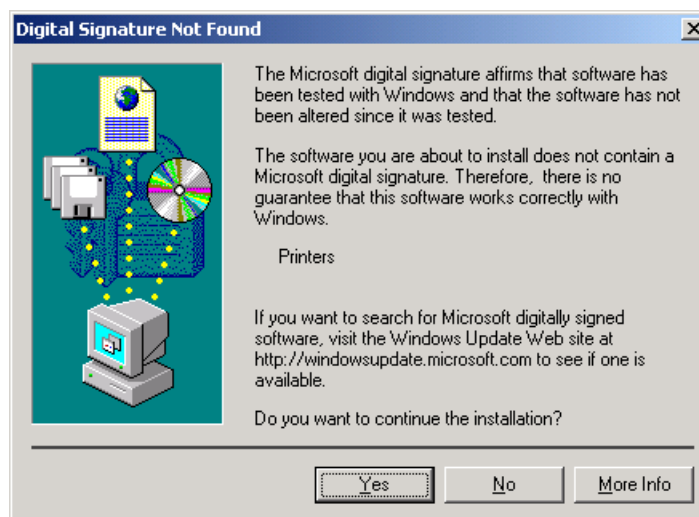 Digital Signature Not Found
The Microsoft digital signature affirms that software has
been tested with Windows and that the software has not
been altered since it was tested.
The software you are about to install does not contain a
Microsoft digital signature. Therefore,  there is no
guarantee that this software works correctly with
Windows.
Printers
If you want to search for Microsoft digitally signed
software, visit the Windows Update Web site at
http://windowsupdate.microsoft.com to see if one is
available.
Do you want to continue the installation?
Yes No More Info